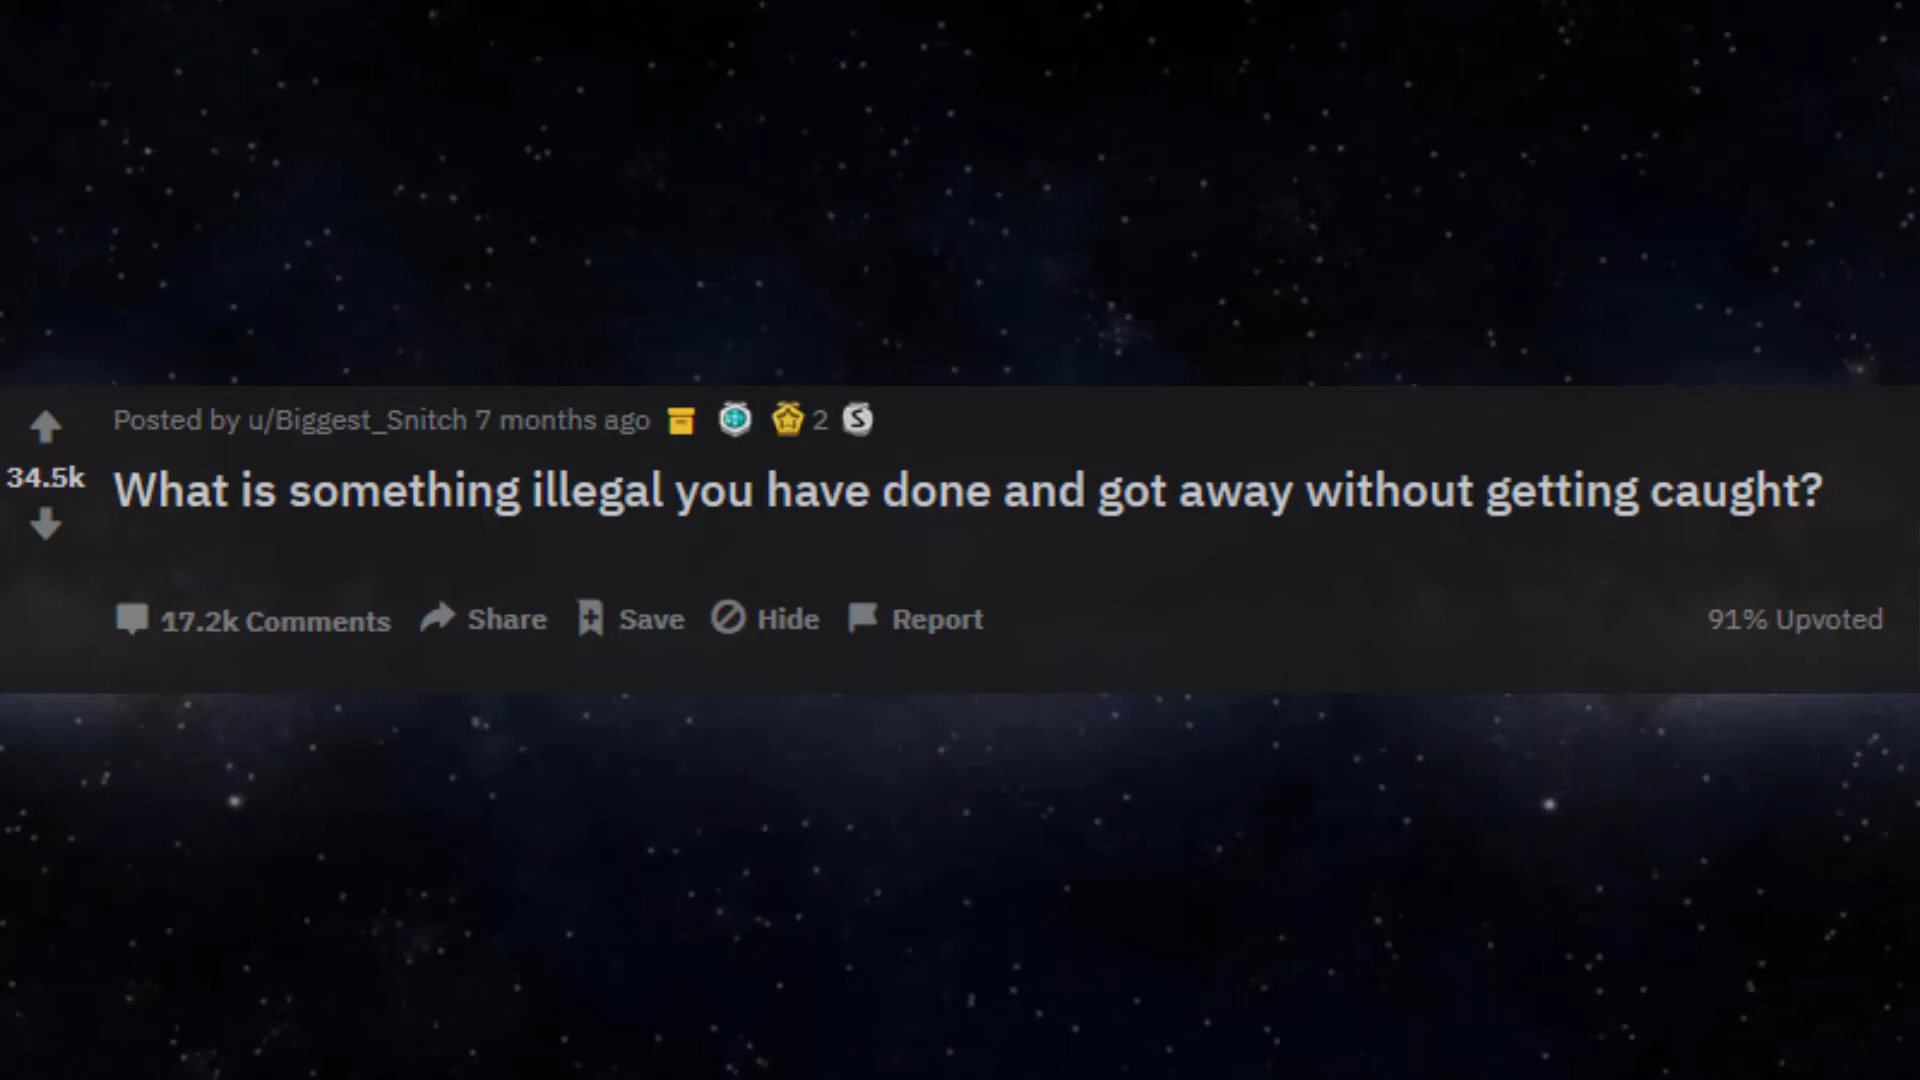 Posted by u/Biggest_Snitch 7 months ago 2 S
34.5k
What is something illegal you have done and got away without getting caught?
17.2k Comments Share Save Hide Report 91% Upvoted